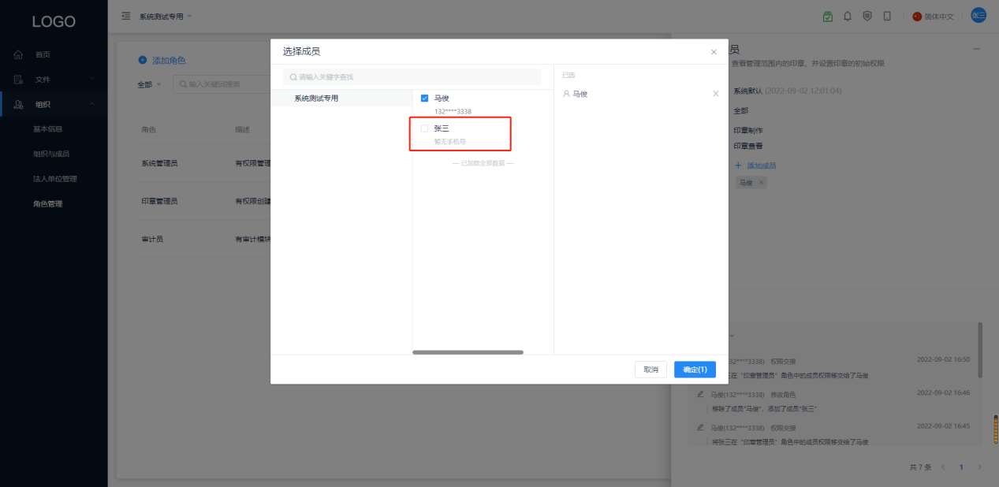 LOGO
系统测试专用
简体中文
张三
首页
文件
组织
基本信息
组织与成员
法人单位管理
角色管理
添加角色
全部
输入关键词搜索
角色
描述
系统管理员
有权限管理
印章管理员
有权限创建
审计员
有审计模块
选择成员
请输入关键字查找
系统测试专用
马俊
132****3338
张三
暂无手机号
— 已加载全部数据 —
已选
马俊
取消
确定(1)
员
查看管理范围内的印章，并设置印章的初始权限
系统默认 (2022-09-02 12:01:04)
全部
印章制作
印章查看
添加成员
马俊
32****3338) 权限交接
2022-09-02 16:50
三在 "印章管理员" 角色中的成员权限移交给了马俊
马俊(132****3338) 修改角色
2022-09-02 16:46
移除了成员"马俊"，添加了成员"张三"
马俊(132****3338) 权限交接
2022-09-02 16:45
将张三在 "印章管理员" 角色中的成员权限移交给了马俊
共 7 条
1